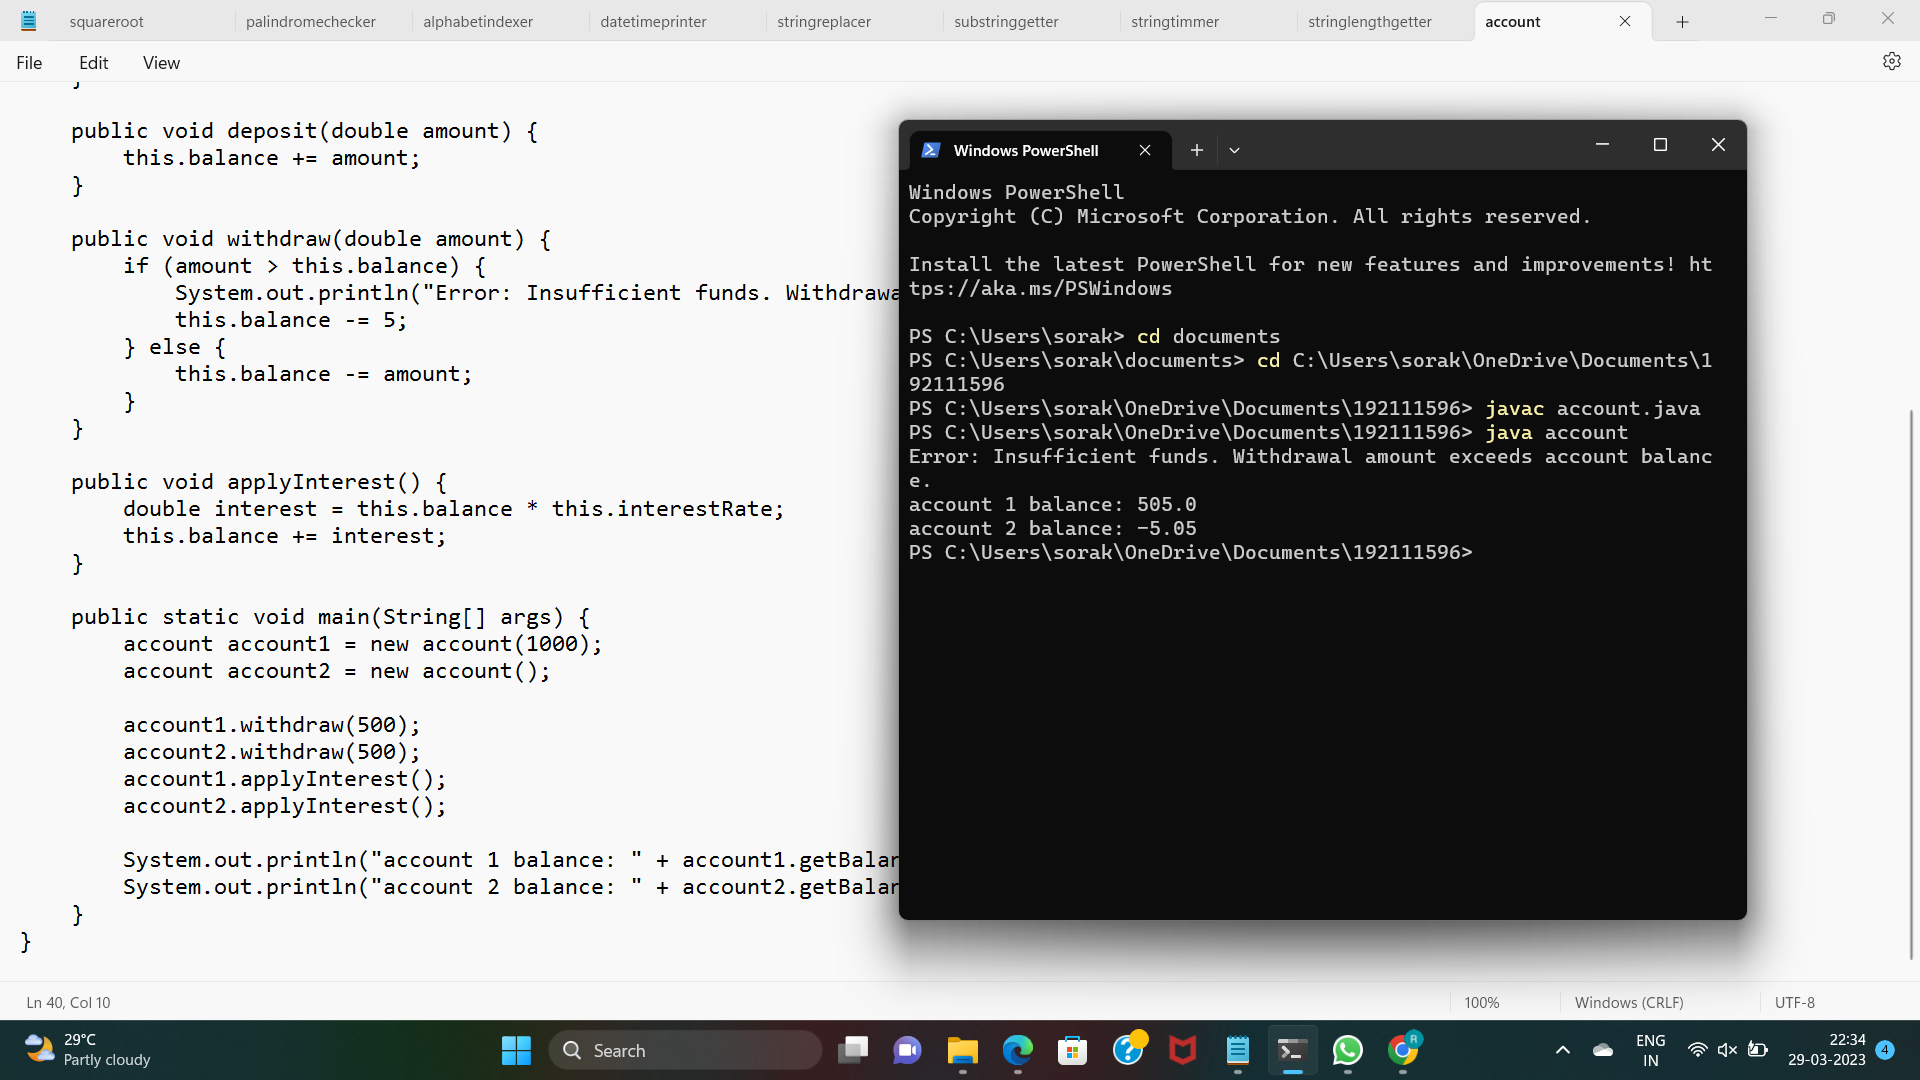 squareroot
palindromechecker
alphabetindexer
datetimeprinter
stringreplacer
substringgetter
stringtimmer
stringlengthgetter
account
File
Edit
View
}
public void deposit(double amount) {
this.balance += amount;
}
public void withdraw(double amount) {
if (amount > this.balance) {
System.out.println("Error: Insufficient funds. Withdrawa
this.balance -= 5;
} else {
this.balance -= amount;
}
}
public void applyInterest() {
double interest = this.balance * this.interestRate;
this.balance += interest;
}
public static void main(String[] args) {
account account1 = new account(1000);
account account2 = new account();
account1.withdraw(500);
account2.withdraw(500);
account1.applyInterest();
account2.applyInterest();
System.out.println("account 1 balance: " + account1.getBalan
System.out.println("account 2 balance: " + account2.getBalan
}
}
Windows PowerShell
Windows PowerShell
Copyright (C) Microsoft Corporation. All rights reserved.
Install the latest PowerShell for new features and improvements! ht
tps://aka.ms/PSWindows
PS C:\Users\sorak> cd documents
PS C:\Users\sorak\documents> cd C:\Users\sorak\OneDrive\Documents\1
92111596
PS C:\Users\sorak\OneDrive\Documents\192111596> javac account.java
PS C:\Users\sorak\OneDrive\Documents\192111596> java account
Error: Insufficient funds. Withdrawal amount exceeds account balanc
e.
account 1 balance: 505.0
account 2 balance: -5.05
PS C:\Users\sorak\OneDrive\Documents\192111596>
Ln 40, Col 10
100%
Windows (CRLF)
UTF-8
29°C
Partly cloudy
Search
R
ENG
IN
22:34
29-03-2023
4